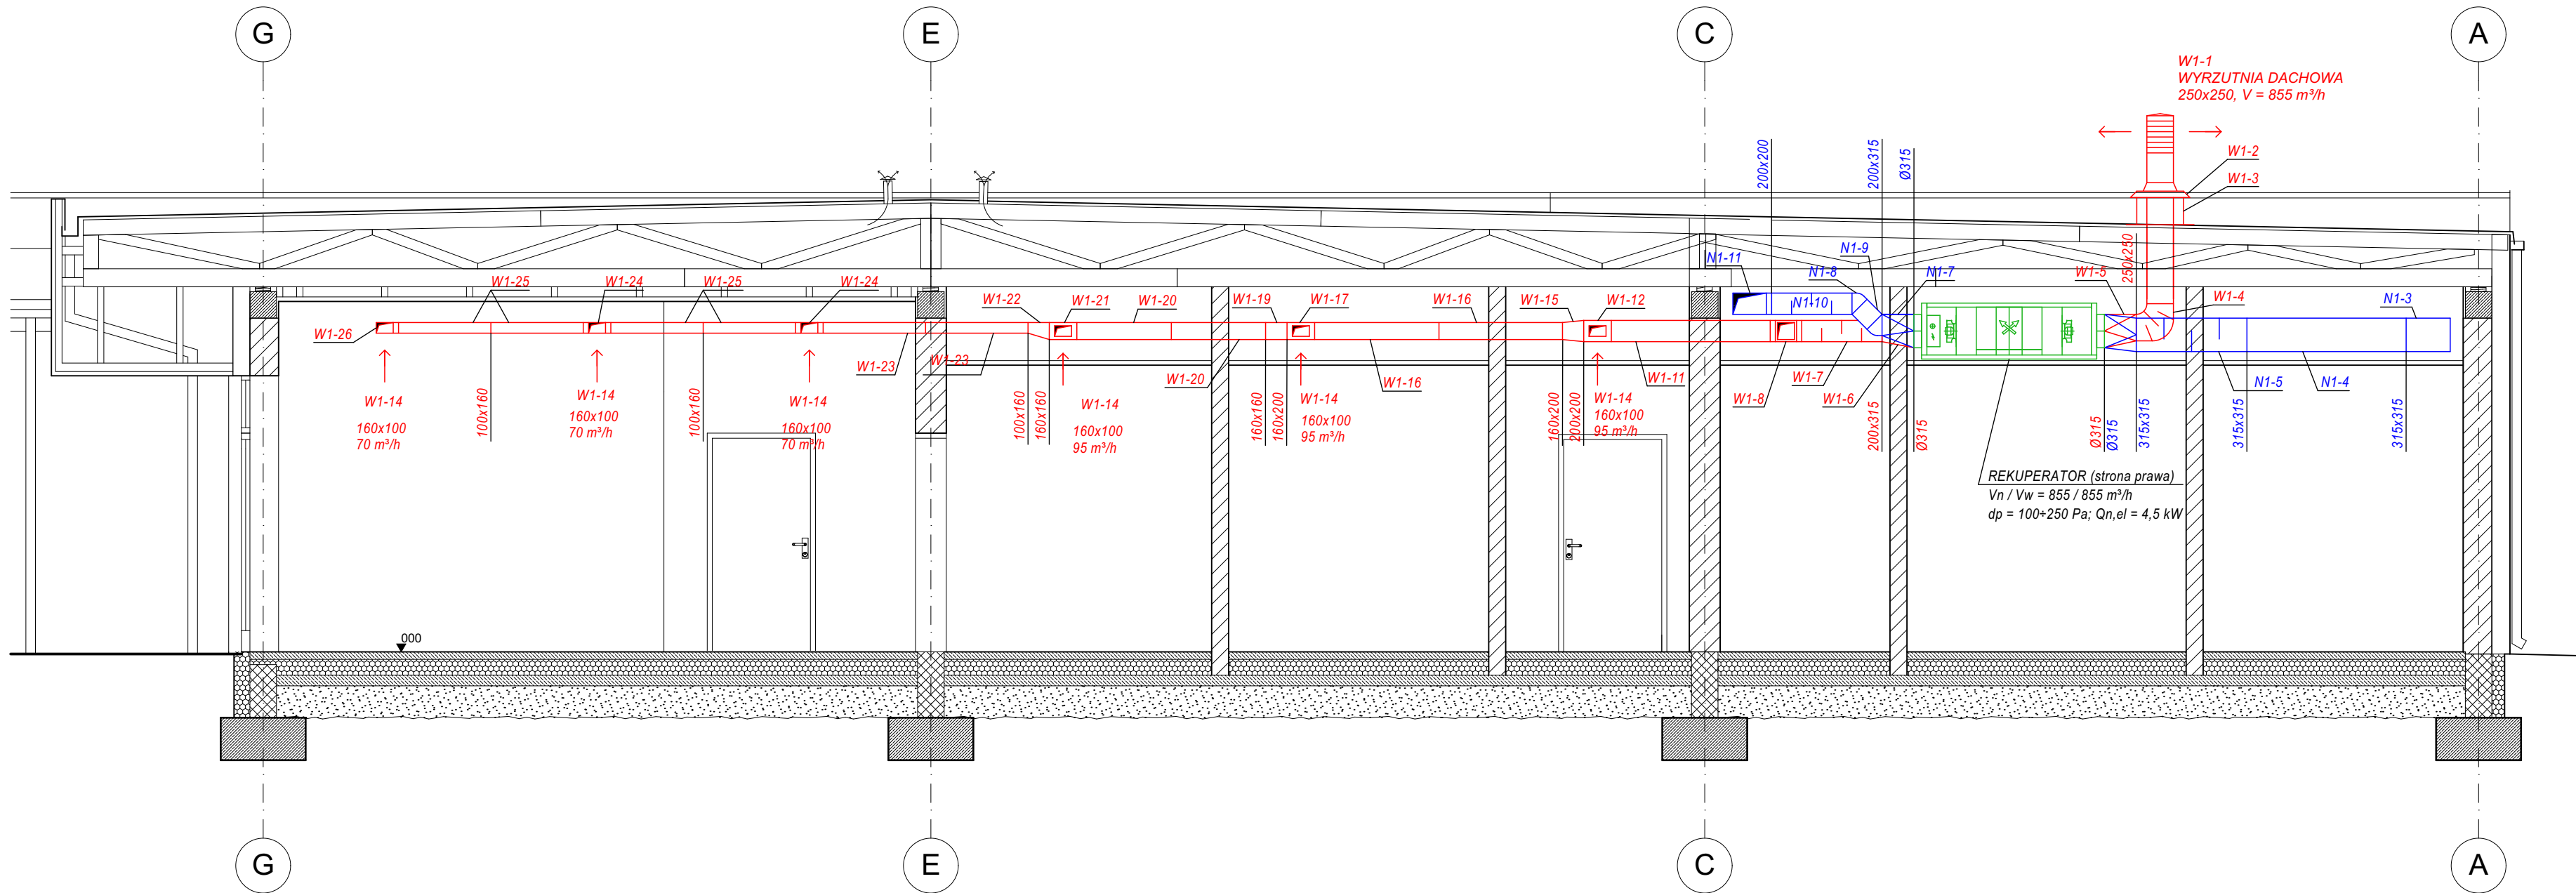 G
E
C
A
W1-1
WYRZUTNIA DACHOWA
250x250, V = 855 m³/h
W1-2
W1-3
200x200
200x315
Ø315
250x250
N1-9
N1-11
N1-8
N1-7
N1-10
W1-5
W1-4
N1-3
W1-25
W1-24
W1-25
W1-24
W1-22
W1-21
W1-20
W1-19
W1-17
W1-16
W1-15
W1-12
W1-26
W1-23
W1-23
W1-20
W1-16
W1-11
W1-8
W1-7
W1-6
N1-5
N1-4
W1-14
160x100
70 m³/h
100x160
W1-14
160x100
70 m³/h
100x160
W1-14
160x100
70 m³/h
100x160
160x160
W1-14
160x100
95 m³/h
160x160
160x200
W1-14
160x100
95 m³/h
160x200
200x200
W1-14
160x100
95 m³/h
200x315
Ø315
Ø315
Ø315
315x315
315x315
315x315
REKUPERATOR (strona prawa)
Vn / Vw = 855 / 855 m³/h
dp = 100÷250 Pa; Qn,el = 4,5 kW
000
G
E
C
A